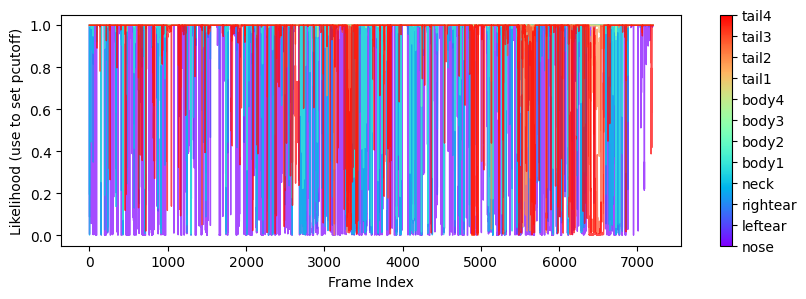 Likelihood (use to set pcutoff)
1.0
0.8
0.6
0.4
0.2
0.0
0
1000
2000
3000
4000
5000
6000
7000
Frame Index
tail4
tail3
tail2
tail1
body4
body3
body2
body1
neck
rightear
leftear
nose